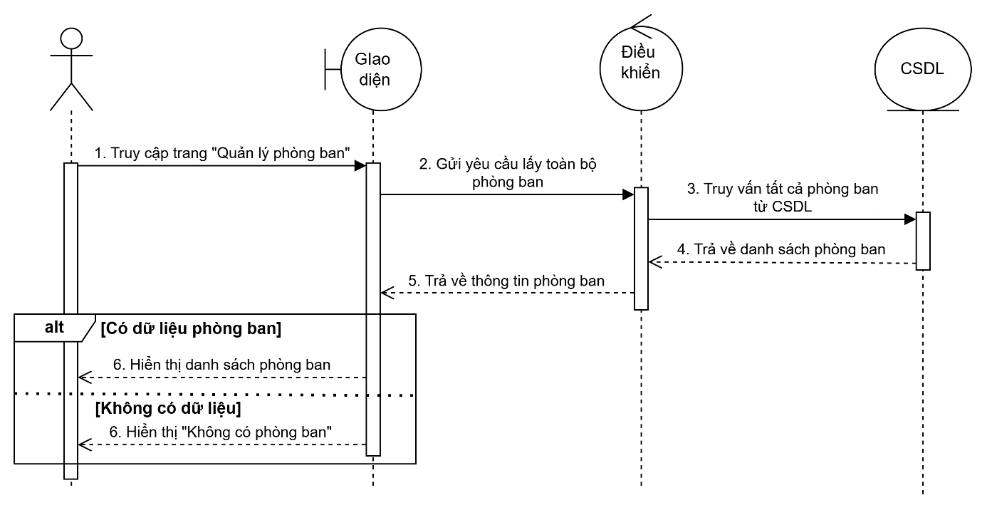 GIao
diện
Điều
khiển
CSDL
1. Truy cập trang "Quản lý phòng ban"
2. Gửi yêu cầu lấy toàn bộ
phòng ban
3. Truy vấn tất cả phòng ban
từ CSDL
4. Trả về danh sách phòng ban
5. Trả về thông tin phòng ban
alt
[Có dữ liệu phòng ban]
6. Hiển thị danh sách phòng ban
[Không có dữ liệu]
6. Hiển thị "Không có phòng ban"